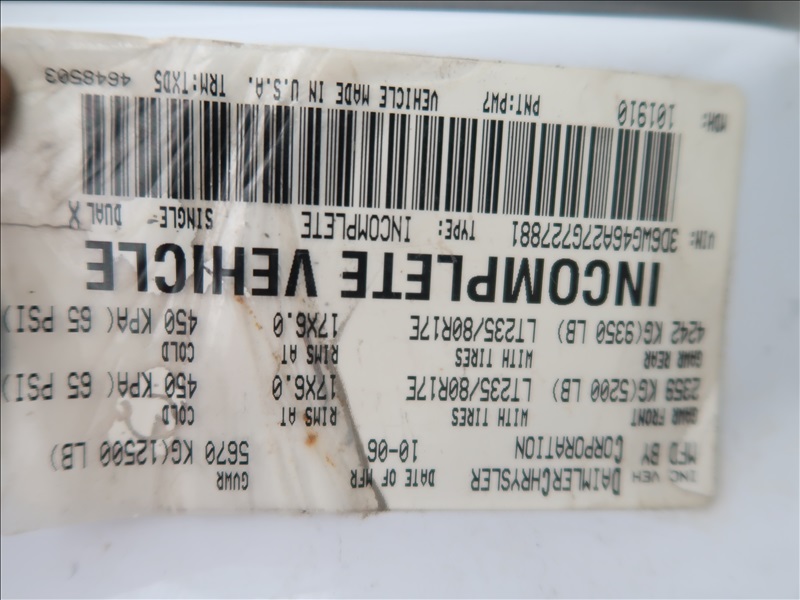 INC VEH DAIMLERCHRYSLER DATE OF MFR GVWR
MFD BY CORPORATION 10-06 5670 KG(12500 LB)
GAWR FRONT WITH TIRES RIMS AT COLD
2359 KG(5200 LB) LT235/80R17E 17X6.0 450 KPA( 65 PSI)
GAWR REAR WITH TIRES RIMS AT COLD
4242 KG(9350 LB) LT235/80R17E 17X6.0 450 KPA( 65 PSI)
INCOMPLETE VEHICLE
VIN: 3D6WG46A27G727881 TYPE: INCOMPLETE SINGLE DUAL X
MDH: 101910 PNT:PW7 VEHICLE MADE IN U.S.A. TRM:TXD5 4648503